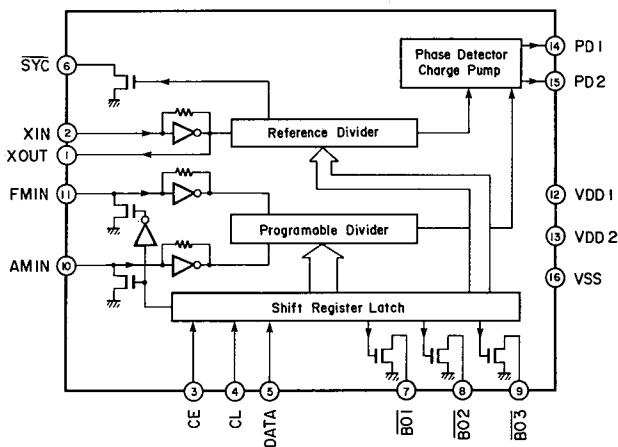 14 PD1
Phase Detector
Charge Pump
15 PD2
SYC 6
XIN 2
Reference Divider
XOUT 1
FMIN 11
12 VDD1
Programable Divider
13 VDD2
AMIN 10
16 VSS
Shift Register Latch
3 4 5 7 8 9
CE CL DATA BO1 BO2 BO3